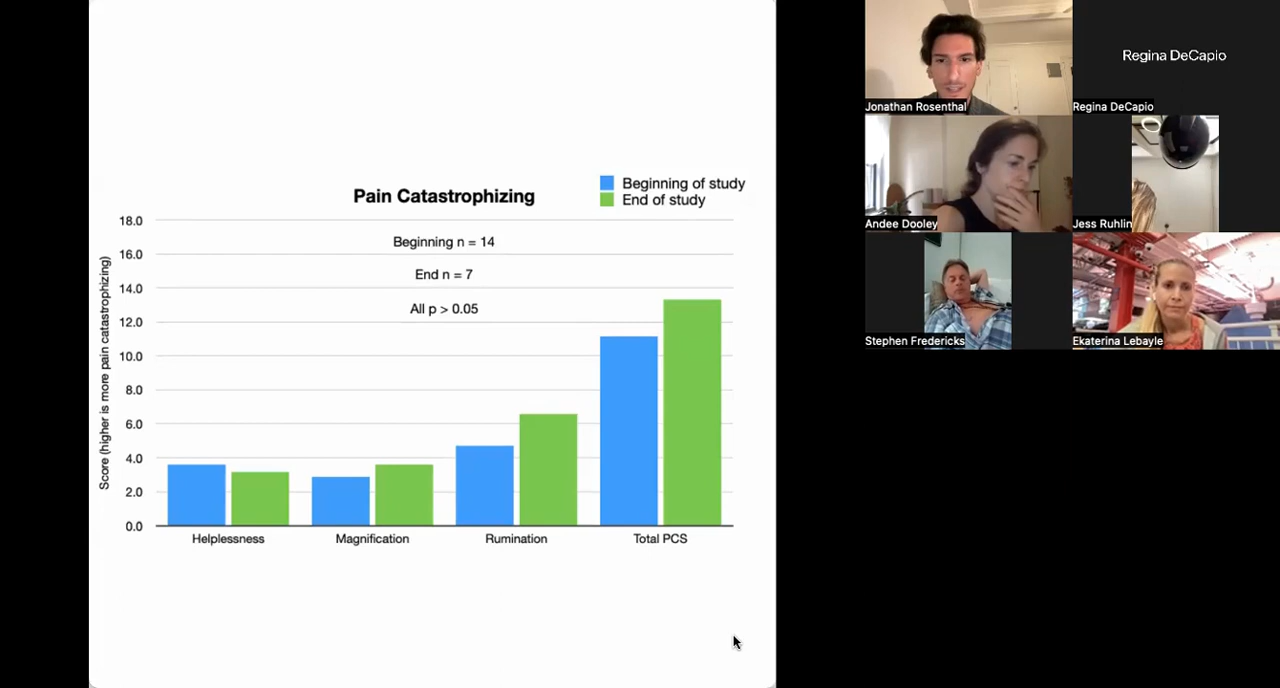 Pain Catastrophizing
Beginning of study
End of study
Beginning n = 14
End n = 7
All p > 0.05
Score (higher is more pain catastrophizing)
18.0
16.0
14.0
12.0
10.0
8.0
6.0
4.0
2.0
0.0
Helplessness
Magnification
Rumination
Total PCS
Jonathan Rosenthal
Regina DeCapio
Regina DeCapio
Andee Dooley
Jess Ruhlin
Stephen Fredericks
Ekaterina Lebayle